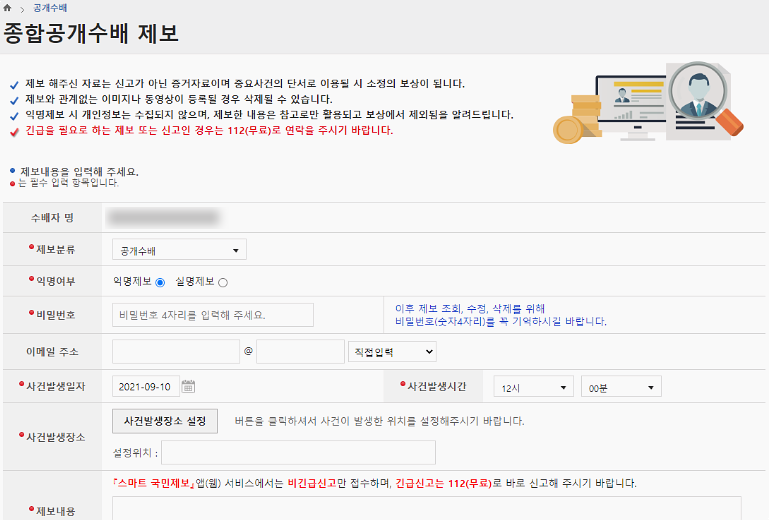 공개수배
종합공개수배 제보
제보 해주신 자료는 신고가 아닌 증거자료이며 중요사건의 단서로 이용될 시 소정의 보상이 됩니다.
제보와 관계없는 이미지나 동영상이 등록될 경우 삭제될 수 있습니다.
익명제보 시 개인정보는 수집되지 않으며, 제보한 내용은 참고로만 활용되고 보상에서 제외됨을 알려드립니다.
긴급을 필요로 하는 제보 또는 신고인 경우는 112(무료)로 연락을 주시기 바랍니다.
제보내용을 입력해 주세요.
는 필수 입력 항목입니다.
수배자 명
제보분류 공개수배
익명여부 익명제보 실명제보
비밀번호 비밀번호 4자리를 입력해 주세요. 이후 제보 조회, 수정, 삭제를 위해
비밀번호(숫자4자리)를 꼭 기억하시길 바랍니다.
이메일 주소 @ 직접입력
사건발생일자 2021-09-10 사건발생시간 12시 00분
사건발생장소 사건발생장소 설정 버튼을 클릭하셔서 사건이 발생한 위치를 설정해주시기 바랍니다.
설정위치 :
『스마트 국민제보』앱(웹) 서비스에서는 비긴급신고만 접수하며, 긴급신고는 112(무료)로 바로 신고해 주시기 바랍니다.
제보내용